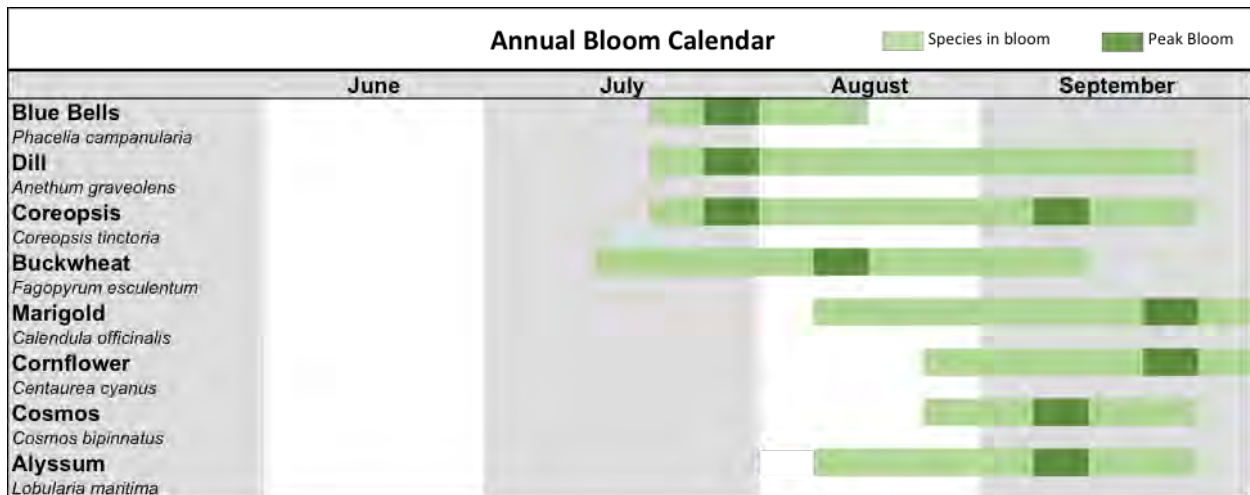 Annual Bloom Calendar
Species in bloom
Peak Bloom
June July August September
Blue Bells
Phacelia campanularia
Dill
Anethum graveolens
Coreopsis
Coreopsis tinctoria
Buckwheat
Fagopyrum esculentum
Marigold
Calendula officinalis
Cornflower
Centaurea cyanus
Cosmos
Cosmos bipinnatus
Alyssum
Lobularia maritima